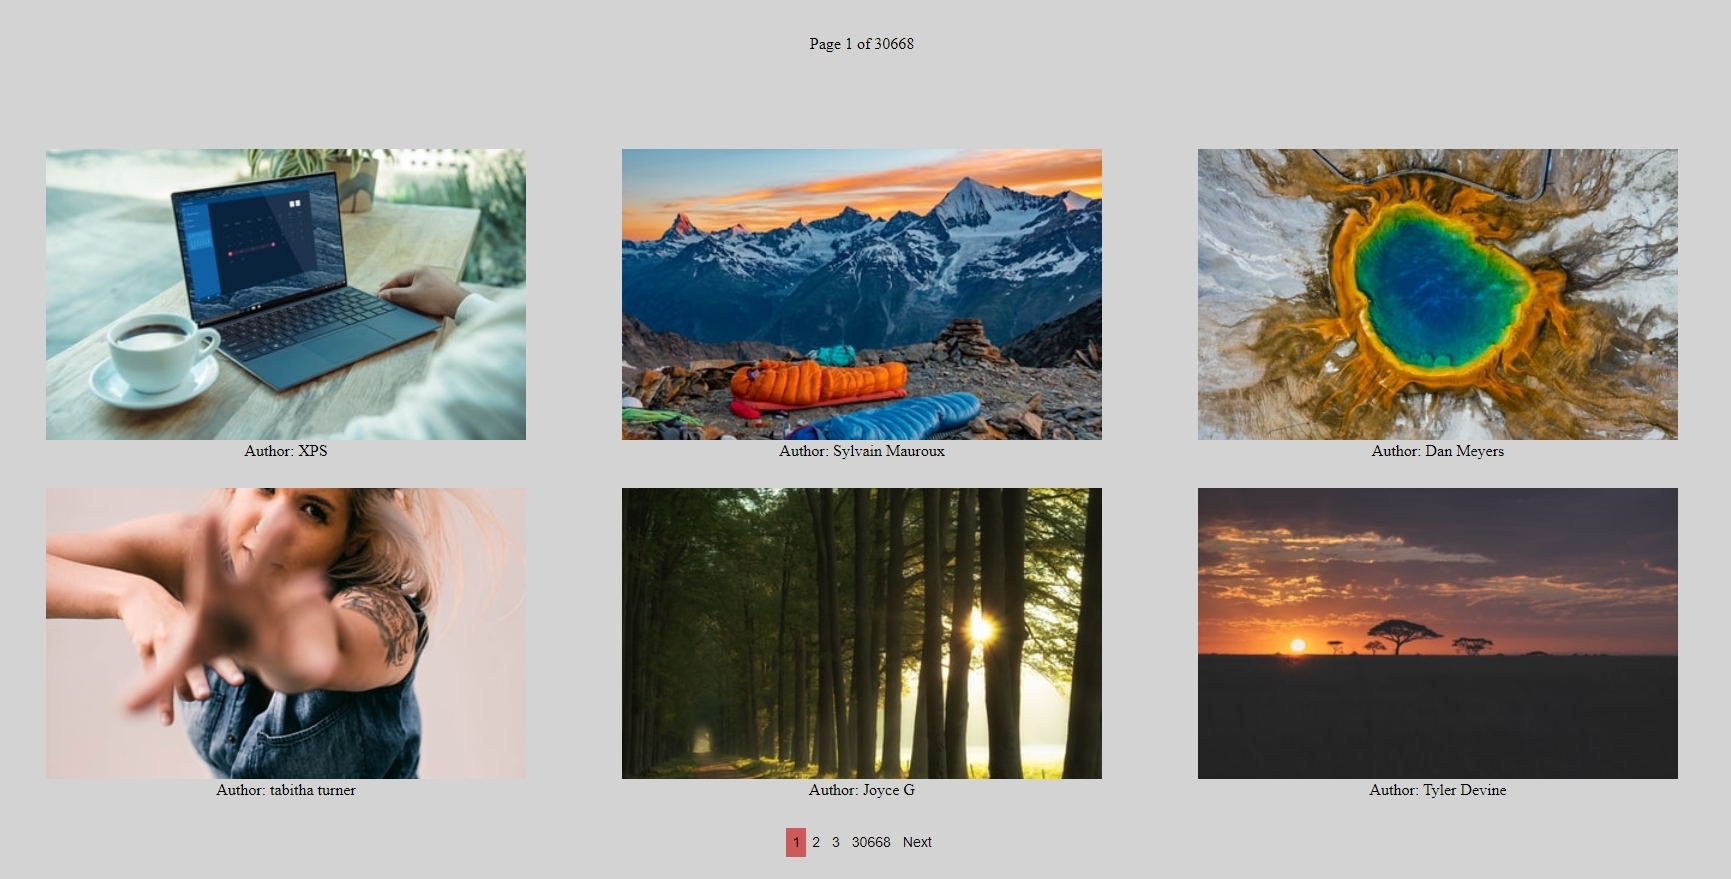 Page 1 of 30668
Author: XPS
Author: Sylvain Mauroux
Author: Dan Meyers
Author: tabitha turner
Author: Joyce G
Author: Tyler Devine
1 2 3 30668 Next